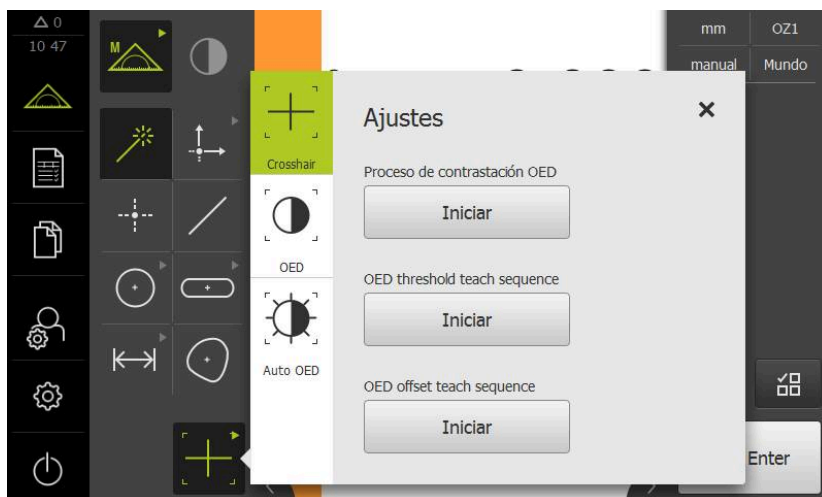 0
10 47
M
mm
OZ1
manual
Mundo
Crosshair
OED
Auto OED
Ajustes
Proceso de contrastación OED
Iniciar
OED threshold teach sequence
Iniciar
OED offset teach sequence
Iniciar
Enter